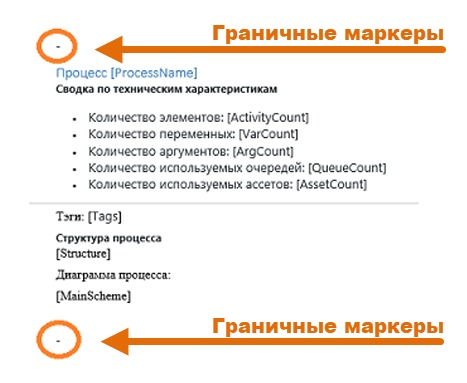 Граничные маркеры
-
Процесс [ProcessName]
Сводка по техническим характеристикам
• Количество элементов: [ActivityCount]
• Количество переменных: [VarCount]
• Количество аргументов: [ArgCount]
• Количество используемых очередей: [QueueCount]
• Количество используемых ассетов: [AssetCount]
Тэги: [Tags]
Структура процесса
[Structure]
Диаграмма процесса:
[MainScheme]
Граничные маркеры
-